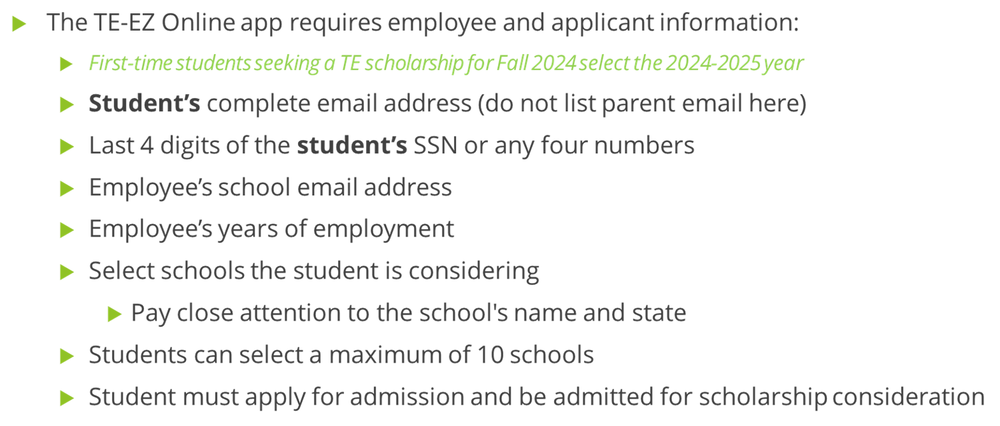 The TE-EZ Online app requires employee and applicant information:
First-time students seeking a TE scholarship for Fall 2024 select the 2024-2025 year
Student’s complete email address (do not list parent email here)
Last 4 digits of the student’s SSN or any four numbers
Employee’s school email address
Employee’s years of employment
Select schools the student is considering
Pay close attention to the school's name and state
Students can select a maximum of 10 schools
Student must apply for admission and be admitted for scholarship consideration